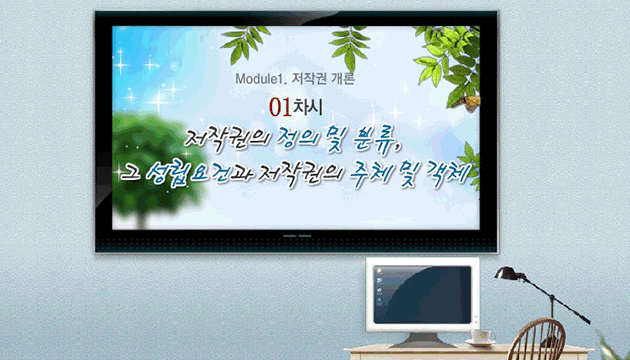 Module1. 저작권 개론
01차시
저작권의 정의 및 분류,
그 성립요건과 저작권의 주체 및 객체